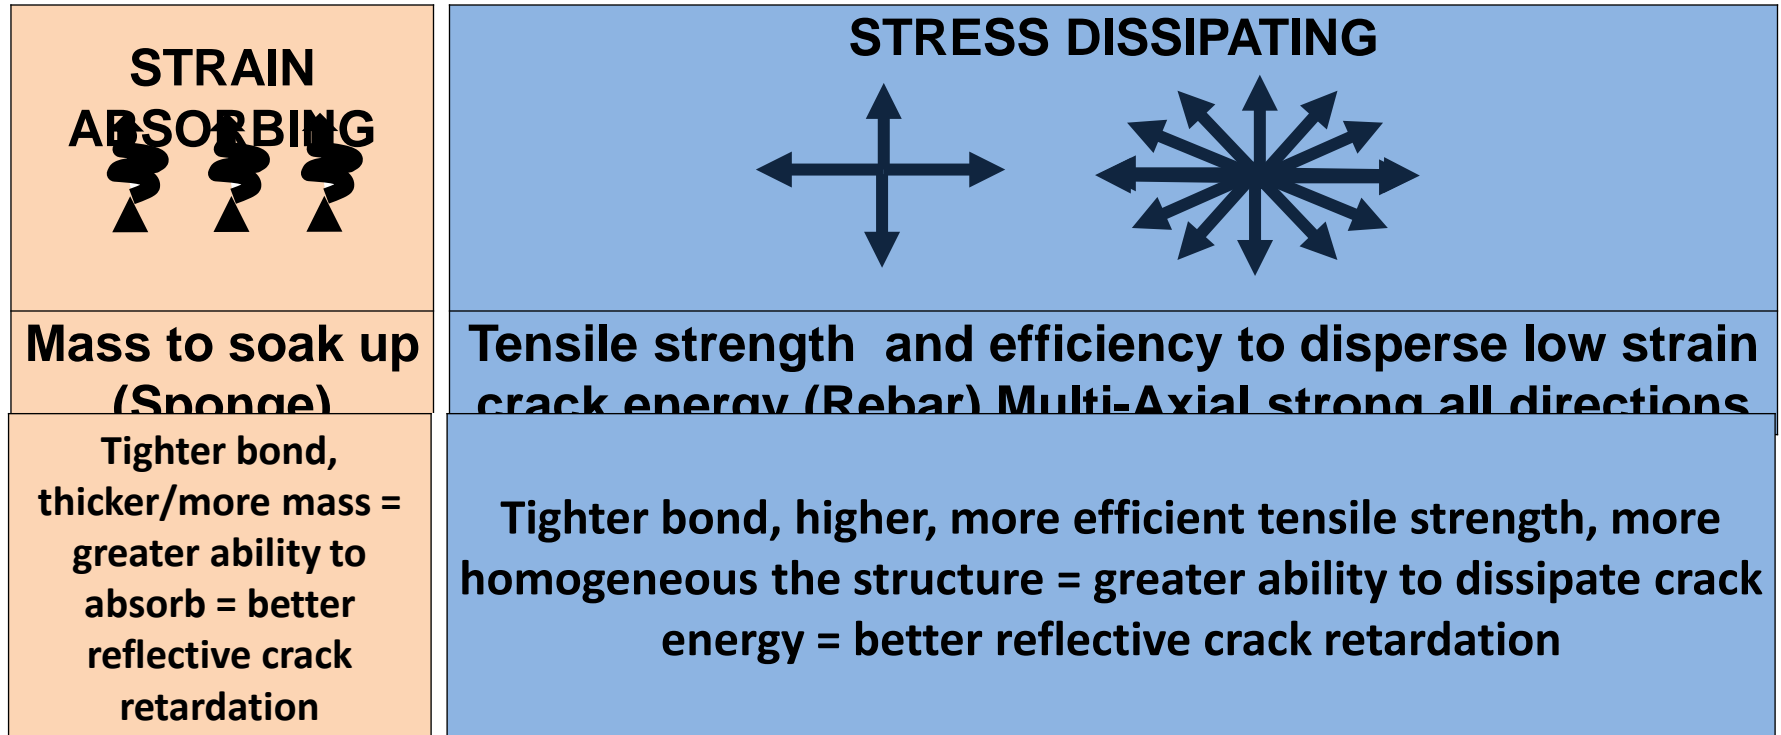 STRAIN
ABSORBING
STRESS DISSIPATING
Mass to soak up
(Sponge)
Tensile strength and efficiency to disperse low strain
crack energy (Rebar) Multi-Axial strong all directions
Tighter bond,
thicker/more mass =
greater ability to
absorb = better
reflective crack
retardation
Tighter bond, higher, more efficient tensile strength, more
homogeneous the structure = greater ability to dissipate crack
energy = better reflective crack retardation